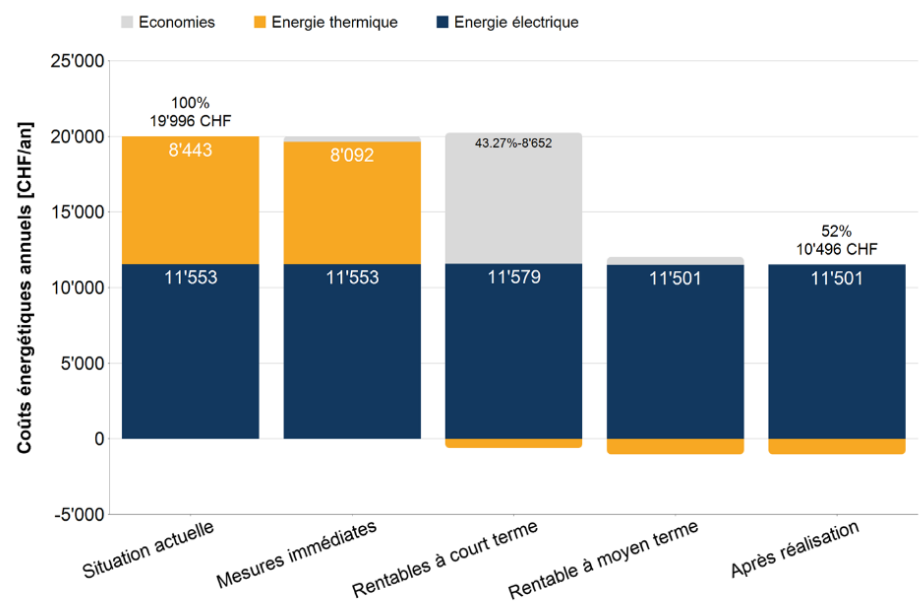 Economies
Energie thermique
Energie électrique
Coûts énergétiques annuels [CHF/an]
25'000
20'000
15'000
10'000
5'000
0
-5'000
100%
19'996 CHF
8'443
11'553
8'092
11'553
43.27%-8'652
11'579
11'501
52%
10'496 CHF
11'501
Situation actuelle
Mesures immédiates
Rentables à court terme
Rentable à moyen terme
Après réalisation